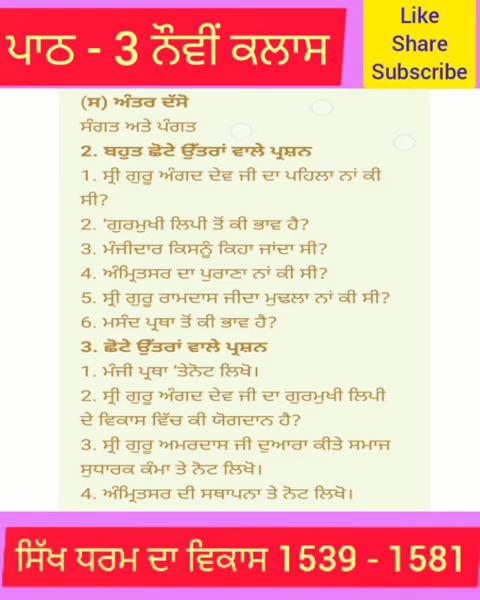 ਪਾਠ - 3 ਨੌਵੀਂ ਕਲਾਸ
Like
Share
Subscribe
(ਸ) ਅੰਤਰ ਦੱਸੋ
ਸੰਗਤ ਅਤੇ ਪੰਗਤ
2. ਬਹੁਤ ਛੋਟੇ ਉੱਤਰਾਂ ਵਾਲੇ ਪ੍ਰਸ਼ਨ
1. ਸ੍ਰੀ ਗੁਰੂ ਅੰਗਦ ਦੇਵ ਜੀ ਦਾ ਪਹਿਲਾ ਨਾਂ ਕੀ
ਸੀ?
2. ‘ਗੁਰਮੁਖੀ ਲਿਪੀ ਤੋਂ ਕੀ ਭਾਵ ਹੈ?
3. ਮੰਜੀਦਾਰ ਕਿਸਨੂੰ ਕਿਹਾ ਜਾਂਦਾ ਸੀ?
4. ਅੰਮ੍ਰਿਤਸਰ ਦਾ ਪੁਰਾਣਾ ਨਾਂ ਕੀ ਸੀ?
5. ਸ੍ਰੀ ਗੁਰੂ ਰਾਮਦਾਸ ਜੀਦਾ ਮੁਢਲਾ ਨਾਂ ਕੀ ਸੀ?
6. ਮਸੰਦ ਪ੍ਰਥਾ ਤੋਂ ਕੀ ਭਾਵ ਹੈ?
3. ਛੋਟੇ ਉੱਤਰਾਂ ਵਾਲੇ ਪ੍ਰਸ਼ਨ
1. ਮੰਜੀ ਪ੍ਰਥਾ ‘ਤੇਨੋਟ ਲਿਖੋ।
2. ਸ੍ਰੀ ਗੁਰੂ ਅੰਗਦ ਦੇਵ ਜੀ ਦਾ ਗੁਰਮੁਖੀ ਲਿਪੀ
ਦੇ ਵਿਕਾਸ ਵਿੱਚ ਕੀ ਯੋਗਦਾਨ ਹੈ?
3. ਸ੍ਰੀ ਗੁਰੂ ਅਮਰਦਾਸ ਜੀ ਦੁਆਰਾ ਕੀਤੇ ਸਮਾਜ
ਸੁਧਾਰਕ ਕੰਮਾ ਤੇ ਨੋਟ ਲਿਖੋ।
4. ਅੰਮ੍ਰਿਤਸਰ ਦੀ ਸਥਾਪਨਾ ਤੇ ਨੋਟ ਲਿਖੋ।
ਸਿੱਖ ਧਰਮ ਦਾ ਵਿਕਾਸ 1539 - 1581